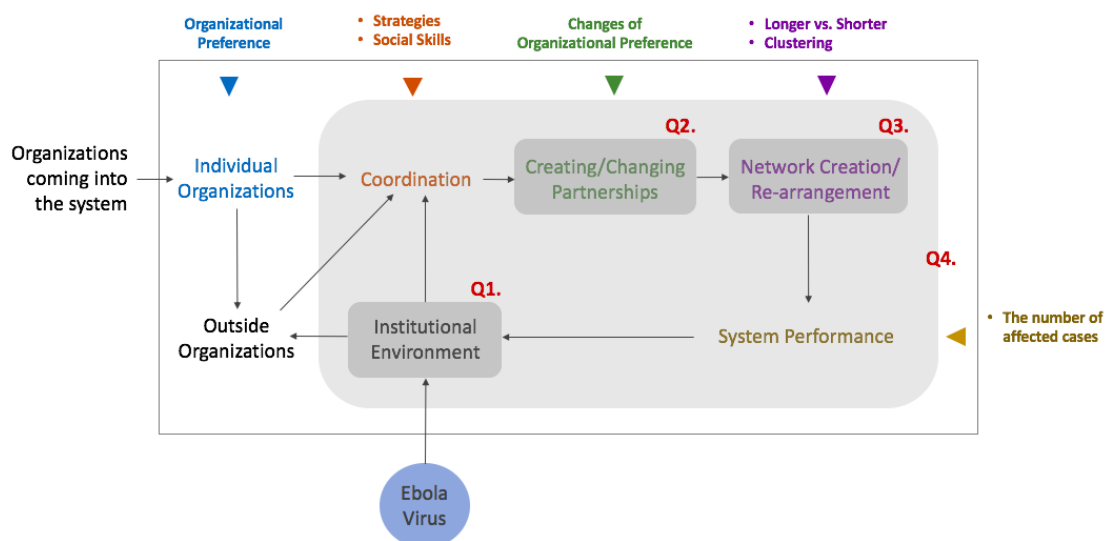 Organizational
Preference
• Strategies
• Social Skills
Changes of
Organizational Preference
• Longer vs. Shorter
• Clustering
Organizations
coming into
the system
Individual
Organizations
Coordination
Q2.
Creating/Changing
Partnerships
Q3.
Network Creation/
Re-arrangement
Q4.
Outside
Organizations
Q1.
Institutional
Environment
System Performance
• The number of
affected cases
Ebola
Virus